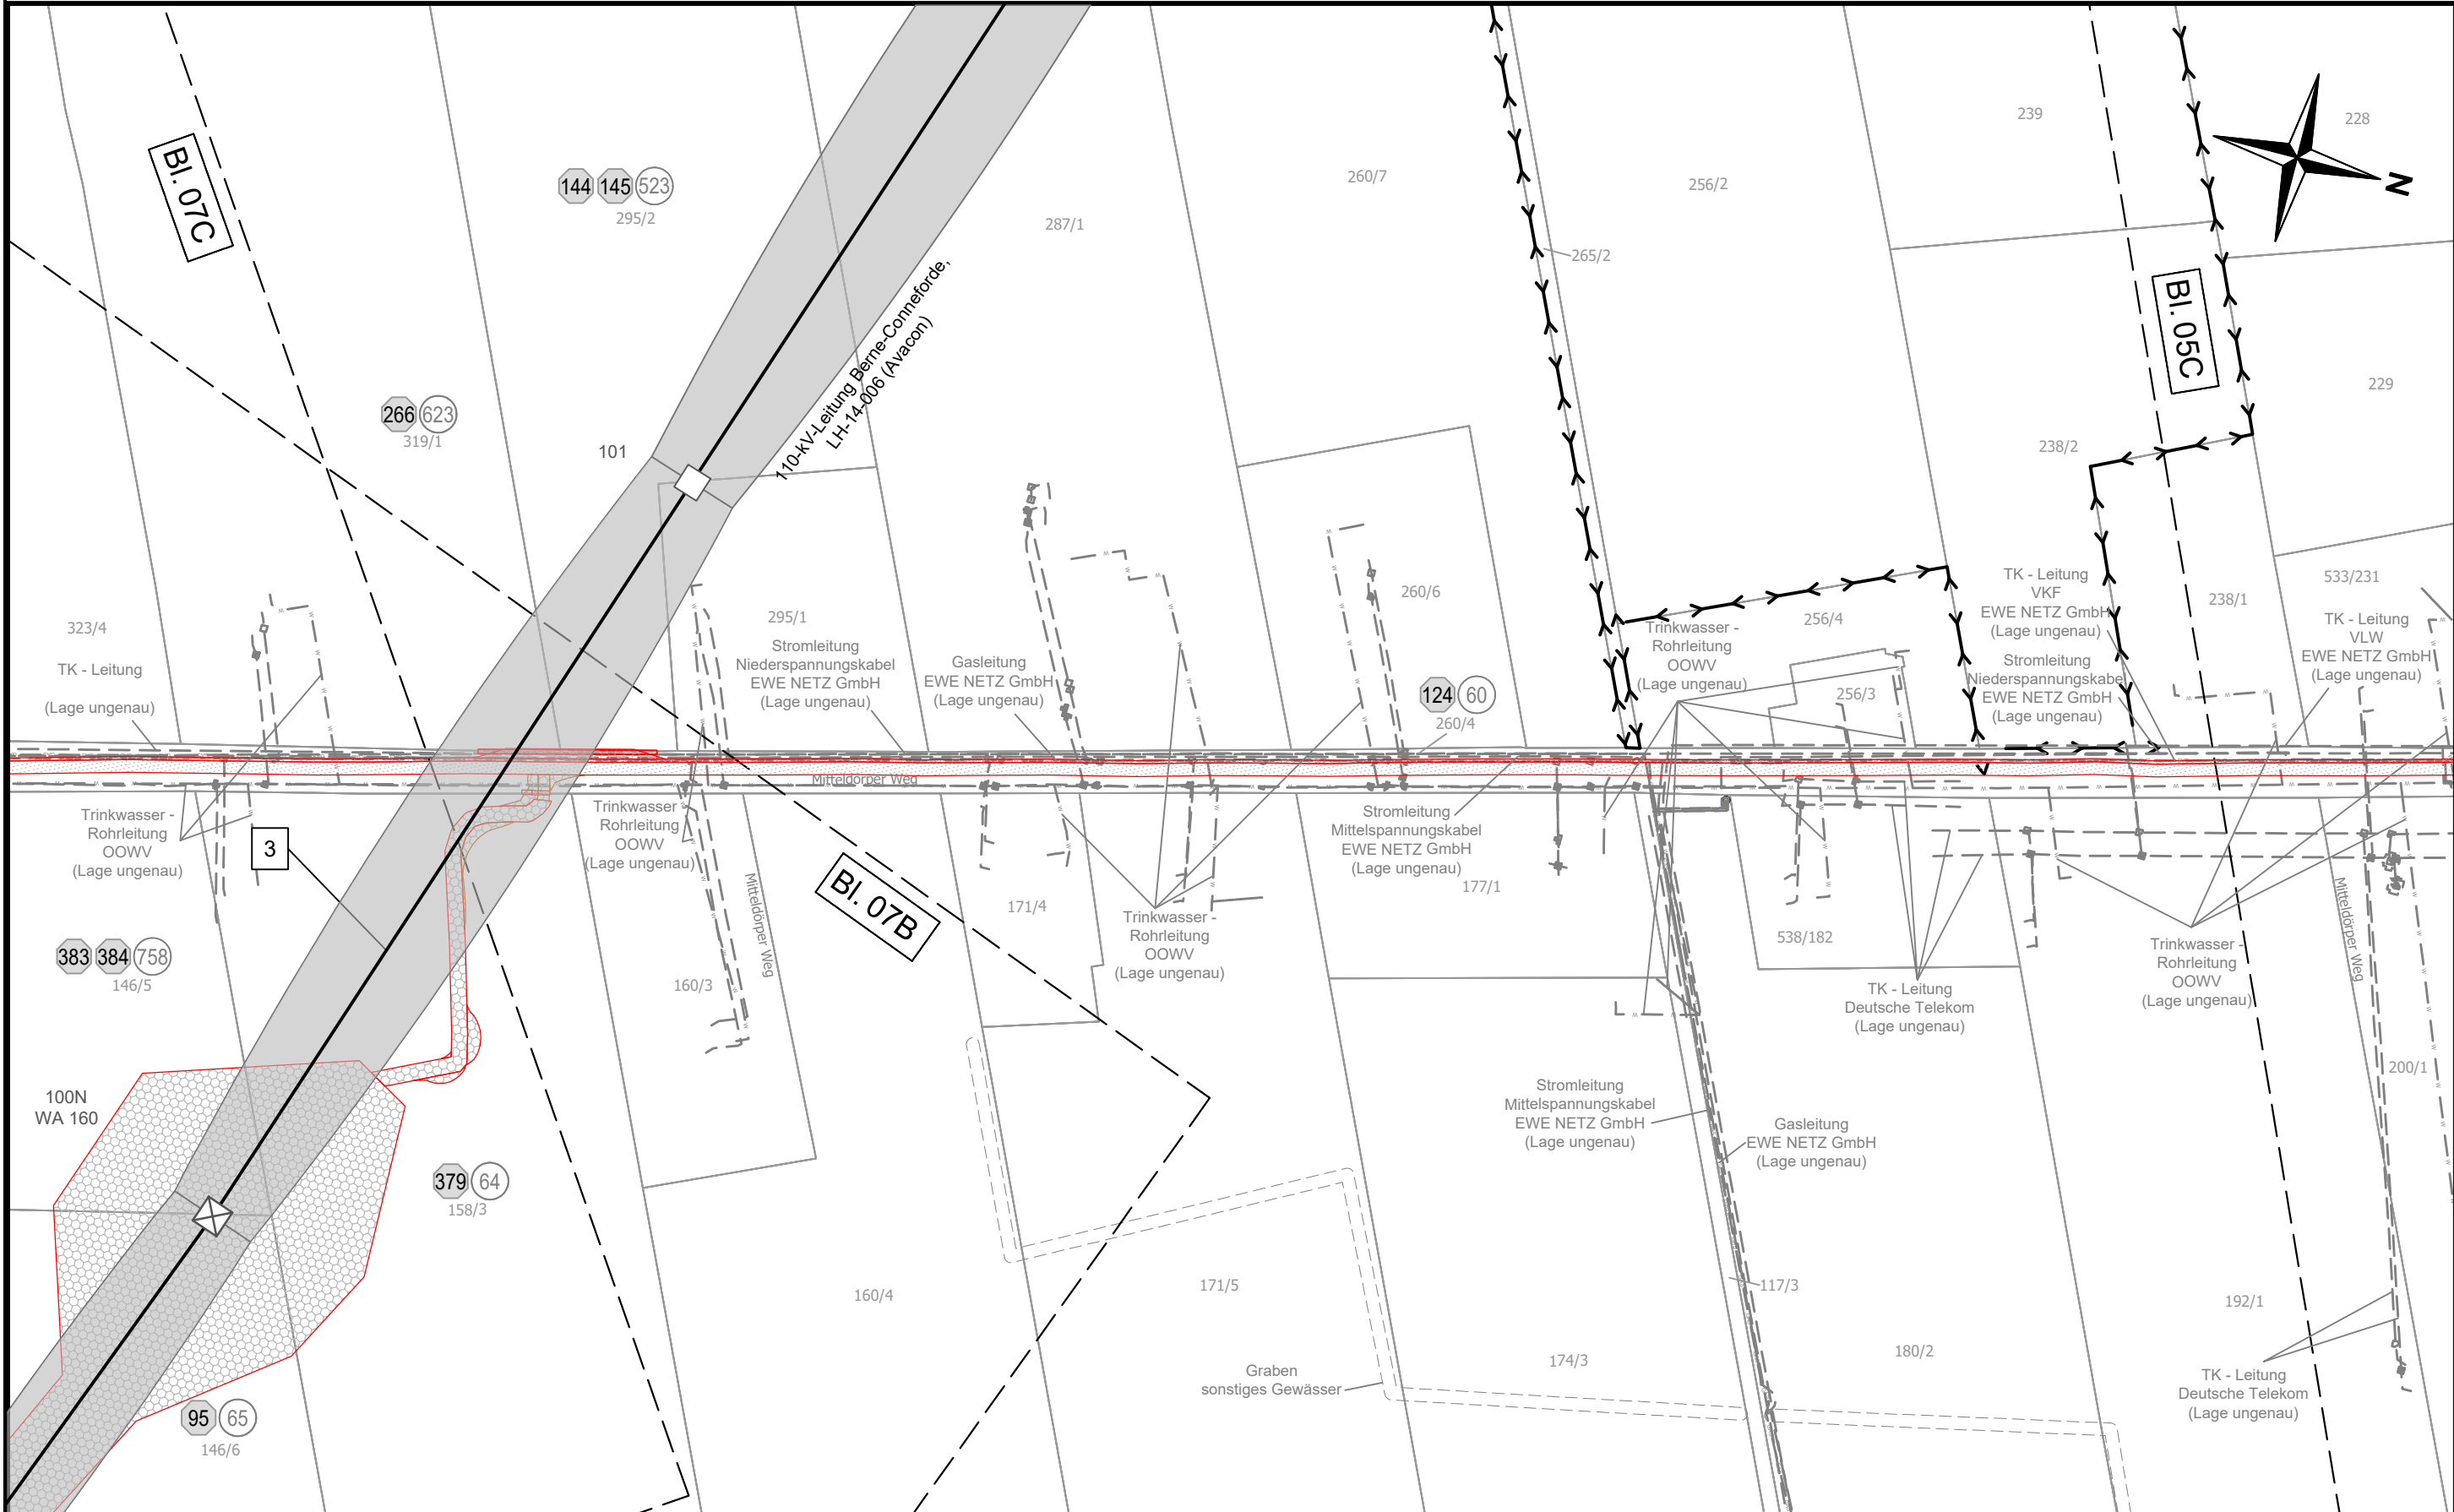 239
228
Bl. 07C
144 145 523
295/2
260/7
256/2
N
287/1
265/2
Bl. 05C
110-kV-Leitung Berne-Conneforde,
LH-14-006 (Avacon)
266 623
319/1
101
229
238/2
323/4
TK - Leitung
(Lage ungenau)
295/1
Stromleitung
Niederspannungskabel
EWE NETZ GmbH
(Lage ungenau)
Gasleitung
EWE NETZ GmbH
(Lage ungenau)
260/6
124 60
260/4
Trinkwasser -
Rohrleitung
OOWV
(Lage ungenau)
256/4
256/3
TK - Leitung
VKF
EWE NETZ GmbH
(Lage ungenau)
Stromleitung
Niederspannungskabel
EWE NETZ GmbH
(Lage ungenau)
238/1
533/231
TK - Leitung
VLW
EWE NETZ GmbH
(Lage ungenau)
Mitteldörper Weg
Trinkwasser -
Rohrleitung
OOWV
(Lage ungenau)
3
Trinkwasser -
Rohrleitung
OOWV
(Lage ungenau)
Mitteldörper Weg
Bl. 07B
171/4
Trinkwasser -
Rohrleitung
OOWV
(Lage ungenau)
Stromleitung
Mittelspannungskabel
EWE NETZ GmbH
(Lage ungenau)
177/1
538/182
TK - Leitung
Deutsche Telekom
(Lage ungenau)
Trinkwasser -
Rohrleitung
OOWV
(Lage ungenau)
Mitteldörper Weg
383 384 758
146/5
160/3
100N
WA 160
379 64
158/3
Stromleitung
Mittelspannungskabel
EWE NETZ GmbH
(Lage ungenau)
Gasleitung
EWE NETZ GmbH
(Lage ungenau)
200/1
160/4
171/5
117/3
192/1
Graben
sonstiges Gewässer
174/3
180/2
TK - Leitung
Deutsche Telekom
(Lage ungenau)
95 65
146/6